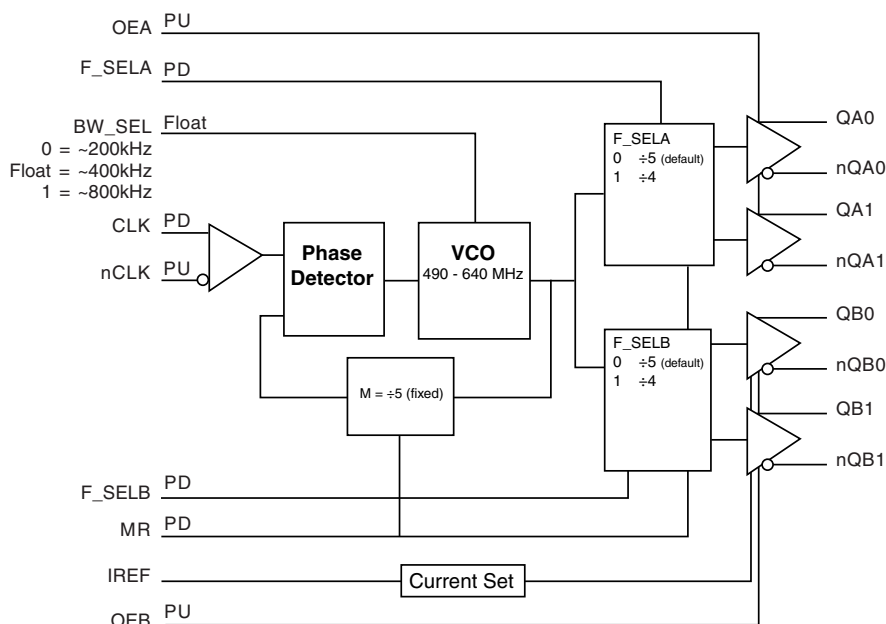 OEA PU
F_SELA PD
BW_SEL Float
0 = ~200kHz
Float = ~400kHz
1 = ~800kHz
CLK PD
nCLK PU
Phase
Detector
VCO
490 - 640 MHz
M = ÷5 (fixed)
F_SELA
0 ÷5 (default)
1 ÷4
F_SELB
0 ÷5 (default)
1 ÷4
QA0
nQA0
QA1
nQA1
QB0
nQB0
QB1
nQB1
F_SELB PD
MR PD
IREF
Current Set
OEB PU